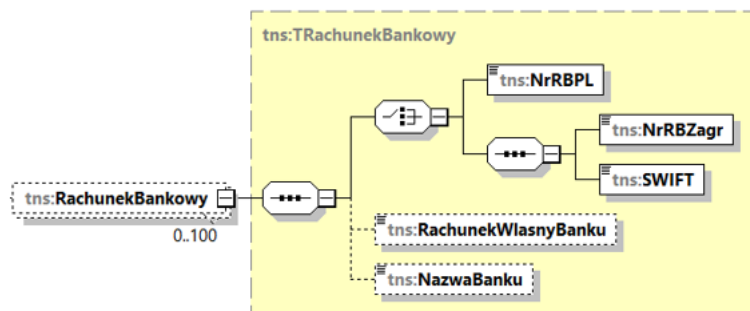 tns:TRachunekBankowy
tns:NrRBPL
tns:NrRBZagr
tns:SWIFT
tns:RachunekBankowy
0..100
tns:RachunekWlasnyBanku
tns:NazwaBanku